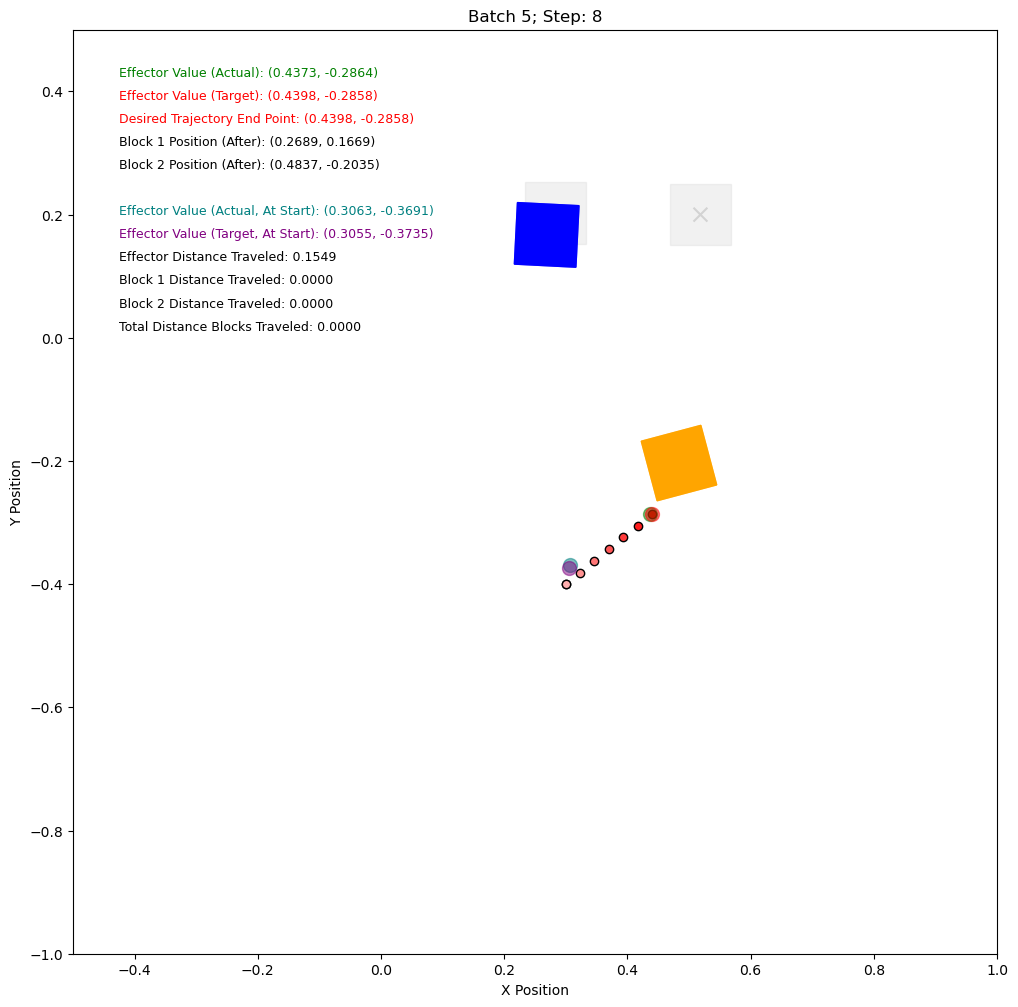 Batch 5; Step: 8
Effector Value (Actual): (0.4373, -0.2864)
Effector Value (Target): (0.4398, -0.2858)
Desired Trajectory End Point: (0.4398, -0.2858)
Block 1 Position (After): (0.2689, 0.1669)
Block 2 Position (After): (0.4837, -0.2035)
Effector Value (Actual, At Start): (0.3063, -0.3691)
Effector Value (Target, At Start): (0.3055, -0.3735)
Effector Distance Traveled: 0.1549
Block 1 Distance Traveled: 0.0000
Block 2 Distance Traveled: 0.0000
Total Distance Blocks Traveled: 0.0000
Y Position
0.4
0.2
0.0
−0.2
−0.4
−0.6
−0.8
−1.0
−0.4
−0.2
0.0
0.2
0.4
0.6
0.8
1.0
X Position